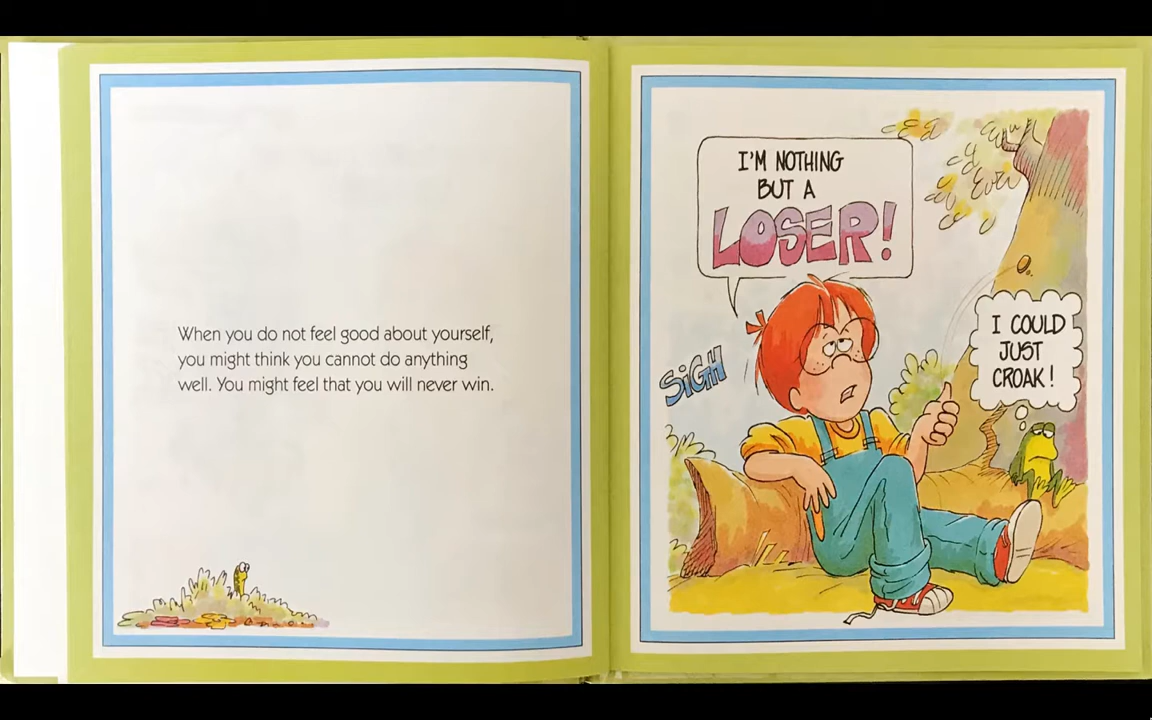 When you do not feel good about yourself,
you might think you cannot do anything
well. You might feel that you will never win.
I'M NOTHING
BUT A
LOSER!
SIGH
I COULD
JUST
CROAK!